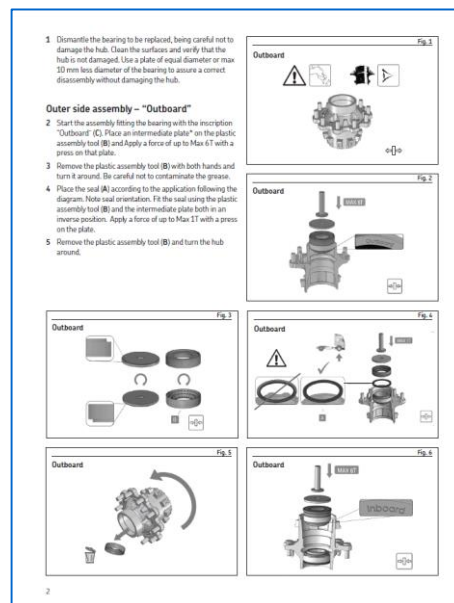 1 Dismantle the bearing to be replaced, being careful not to
damage the hub. Clean the surfaces and verify that the
hub is not damaged. Use a plate of equal diameter or max
10 mm less diameter of the bearing to assure a correct
disassembly without damaging the hub.
Outer side assembly – "Outboard"
2 Start the assembly fitting the bearing with the inscription
"Outboard" (C). Place an intermediate plate* on the plastic
assembly tool (B) and Apply a force of up to Max 6T with a
press on that plate.
3 Remove the plastic assembly tool (B) with both hands and
turn it around. Be careful not to contaminate the grease.
4 Place the seal (A) according to the application following the
diagram. Note seal orientation. Fit the seal using the plastic
assembly tool (B) and the intermediate plate both in an
inverse position. Apply a force of up to Max 1T with a press
on the plate.
5 Remove the plastic assembly tool (B) and turn the hub
around.
Fig. 1
Outboard
Fig. 2
Outboard
Max 6T
Fig. 3
Outboard
B
Fig. 4
Outboard
Fig. 5
Outboard
Fig. 6
Outboard
Max 6T
Inboard
2